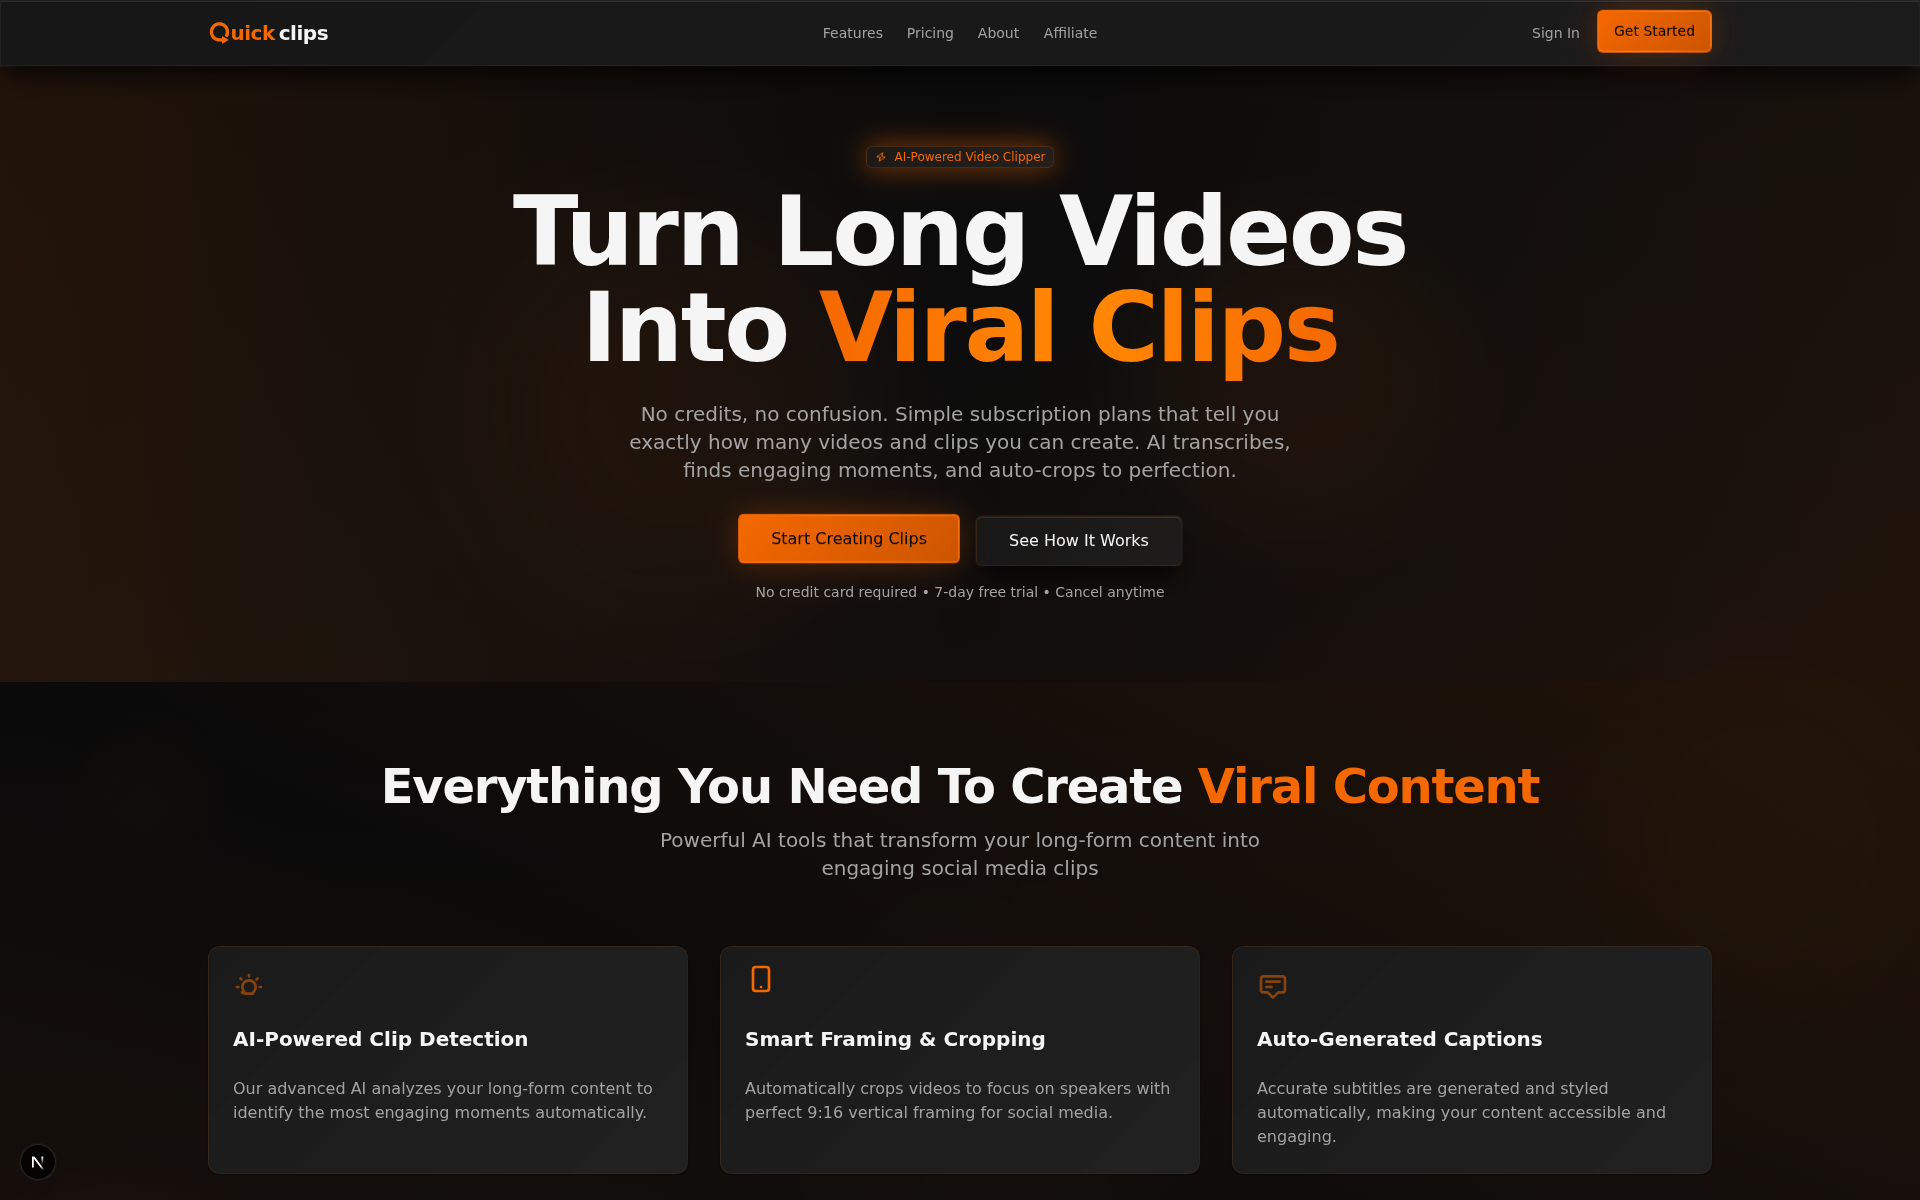 Quick clips
Features Pricing About Affiliate
Sign In Get Started
AI-Powered Video Clipper
Turn Long Videos
Into Viral Clips
No credits, no confusion. Simple subscription plans that tell you
exactly how many videos and clips you can create. AI transcribes,
finds engaging moments, and auto-crops to perfection.
Start Creating Clips See How It Works
No credit card required • 7-day free trial • Cancel anytime
Everything You Need To Create Viral Content
Powerful AI tools that transform your long-form content into
engaging social media clips
AI-Powered Clip Detection
Our advanced AI analyzes your long-form content to
identify the most engaging moments automatically.
Smart Framing & Cropping
Automatically crops videos to focus on speakers with
perfect 9:16 vertical framing for social media.
Auto-Generated Captions
Accurate subtitles are generated and styled
automatically, making your content accessible and
engaging.
N